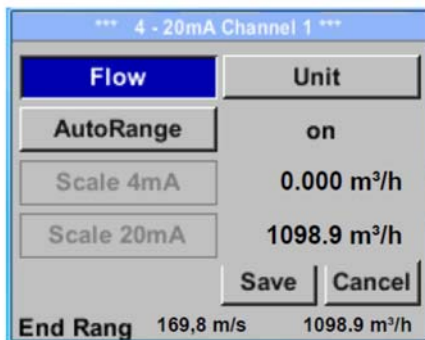 *** 4 - 20mA Channel 1 ***
Flow Unit
AutoRange on
Scale 4mA 0.000 m³/h
Scale 20mA 1098.9 m³/h
Save Cancel
End Rang 169,8 m/s 1098.9 m³/h